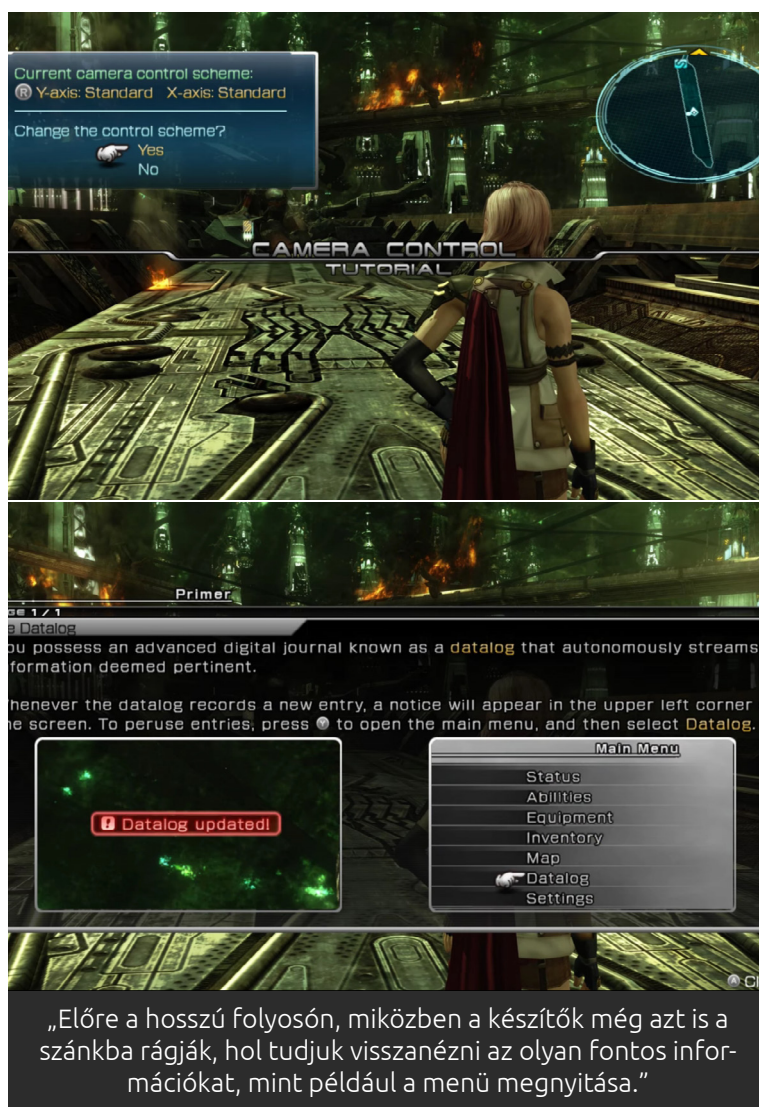 Current camera control scheme:
R Y-axis: Standard X-axis: Standard
Change the control scheme?
Yes
No
CAMERA CONTROL
TUTORIAL
Primer
1/1
Datalog
possess an advanced digital journal known as a datalog that autonomously streams
deemed pertinent.
the datalog records a new entry, a notice will appear in the upper left corner
screen. To peruse entries, press Y to open the main menu, and then select Datalog.
Main Menu
Status
Abilities
! Datalog updated!
Equipment
Inventory
Map
Datalog
Settings
A
„Előre a hosszú folyosón, miközben a készítők még azt is a
szánkba rágják, hol tudjuk visszanézni az olyan fontos infor-
mációkat, mint például a menü megnyitása.”